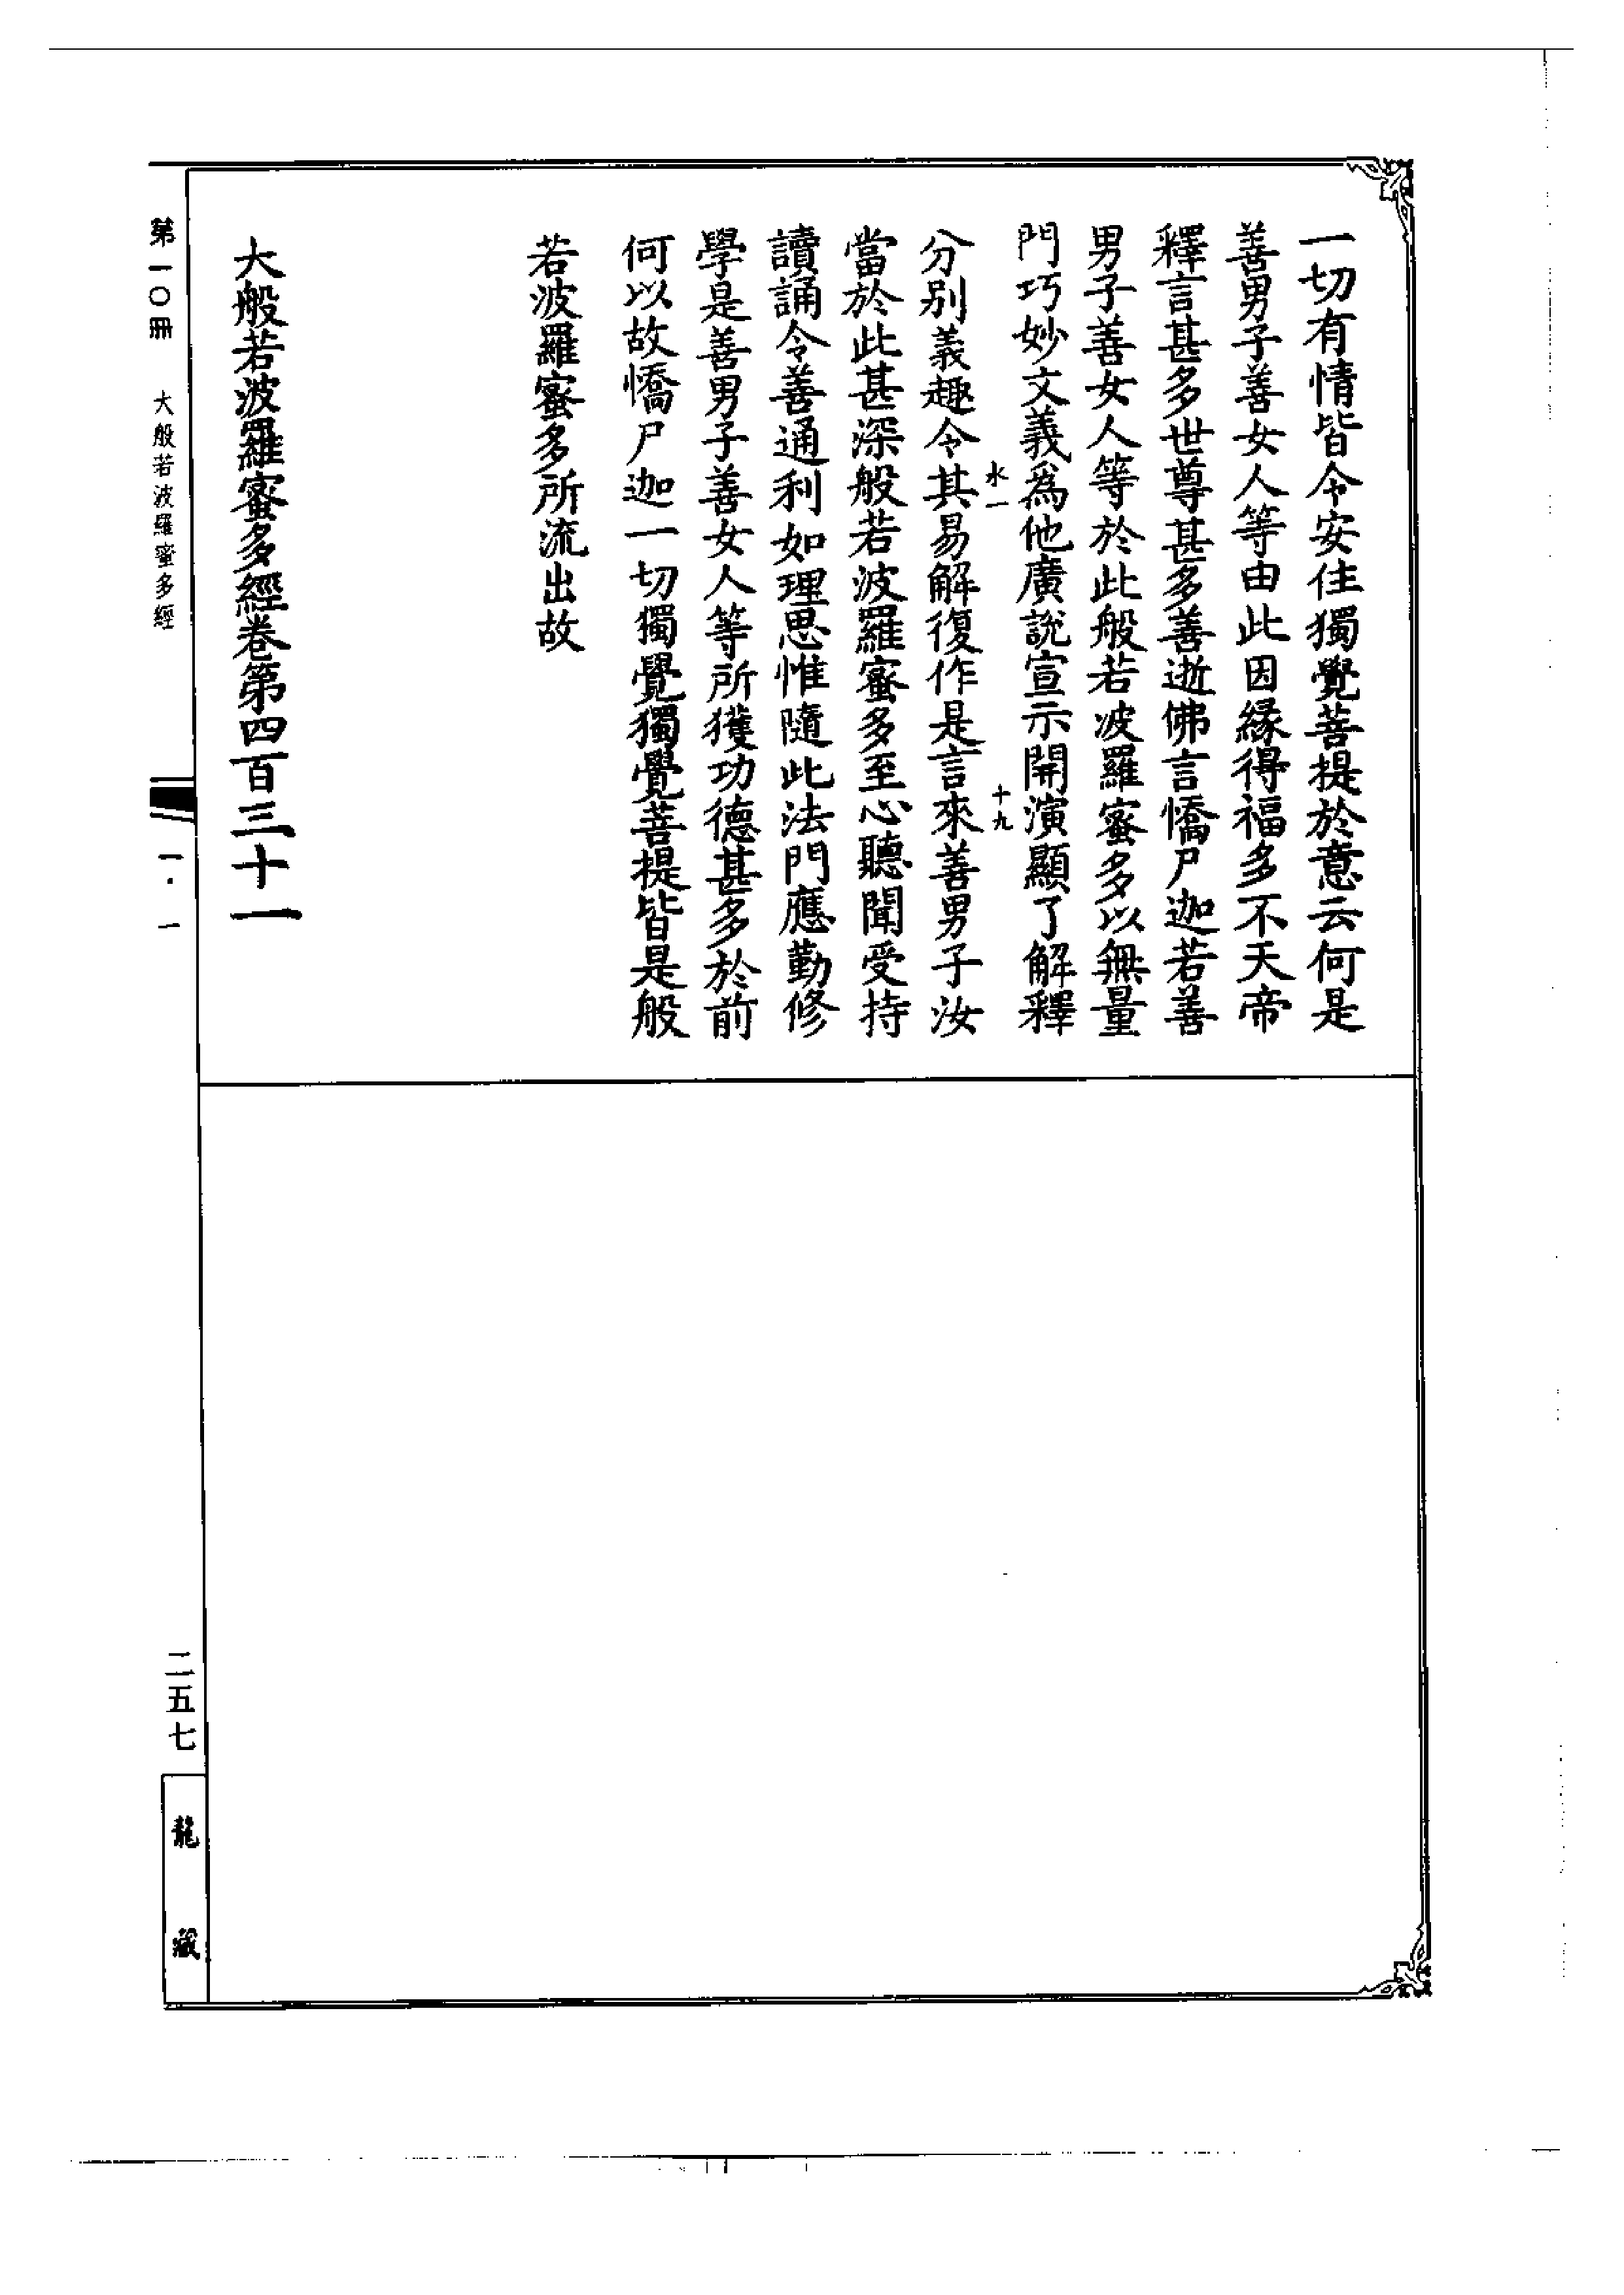 一切有情皆令安住獨覺菩提於意云何是
善男子善女人等由此因緣得福多不天帝
釋言甚多世尊甚多善逝佛言憍尸迦若善
男子善女人等於此般若波羅蜜多以無量
門巧妙文義為他廣說宣示開演顯了解釋
水一 十九
分別義趣令其易解復作是言來善男子汝
當於此甚深般若波羅蜜多至心聽聞受持
讀誦令善通利如理思惟隨此法門應勤修
學是善男子善女人等所獲功德甚多於前
何以故憍尸迦一切獨覺獨覺菩提皆是般
若波羅蜜多所流出故
大般若波羅蜜多經卷第四百三十一
第一〇冊 大般若波羅蜜多經 一·一 二五七
龍藏